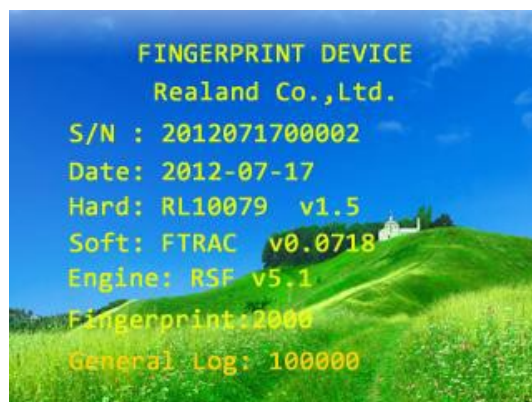 FINGERPRINT DEVICE
Realand Co.,Ltd.
S/N : 2012071700002
Date: 2012-07-17
Hard: RL10079 v1.5
Soft: FTRAC v0.0718
Engine: RSF v5.1
Fingerprint:2000
General Log: 100000